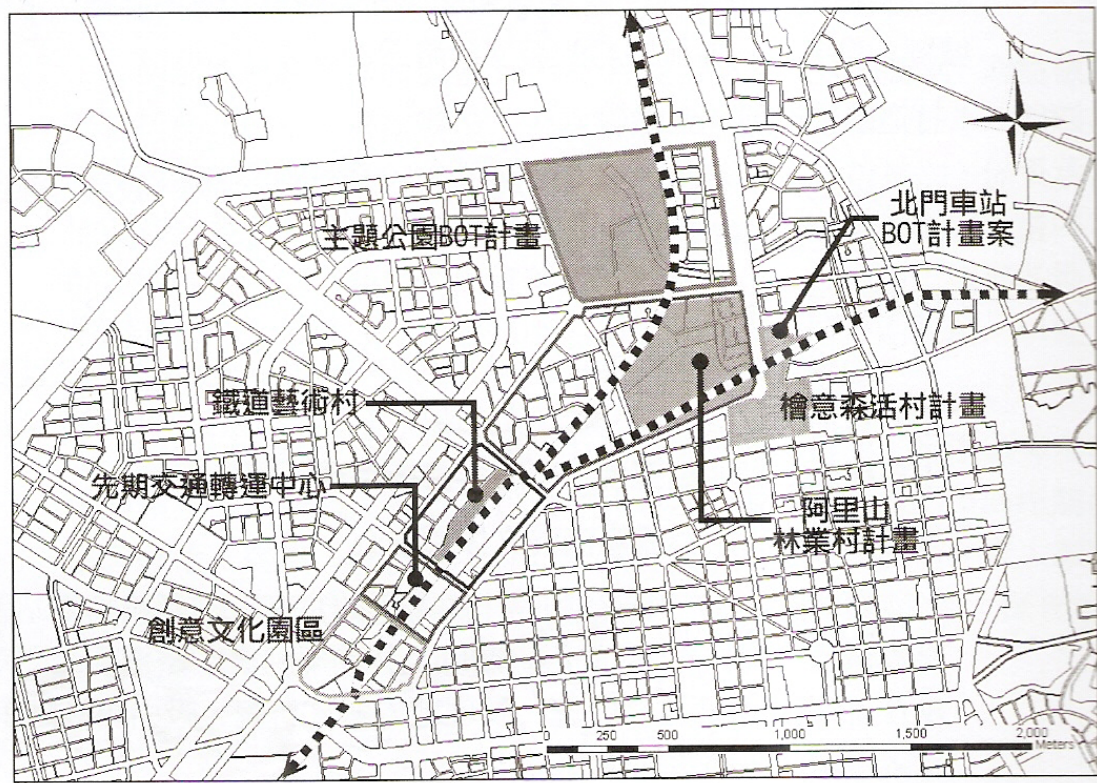 N
北門車站
BOT計畫案
主題公園BOT計畫
鐵道藝術村
檜意森活村計畫
先期交通轉運中心
阿里山
林業村計畫
創意文化園區
0 250 500 1,000 1,500 2,000
Meters